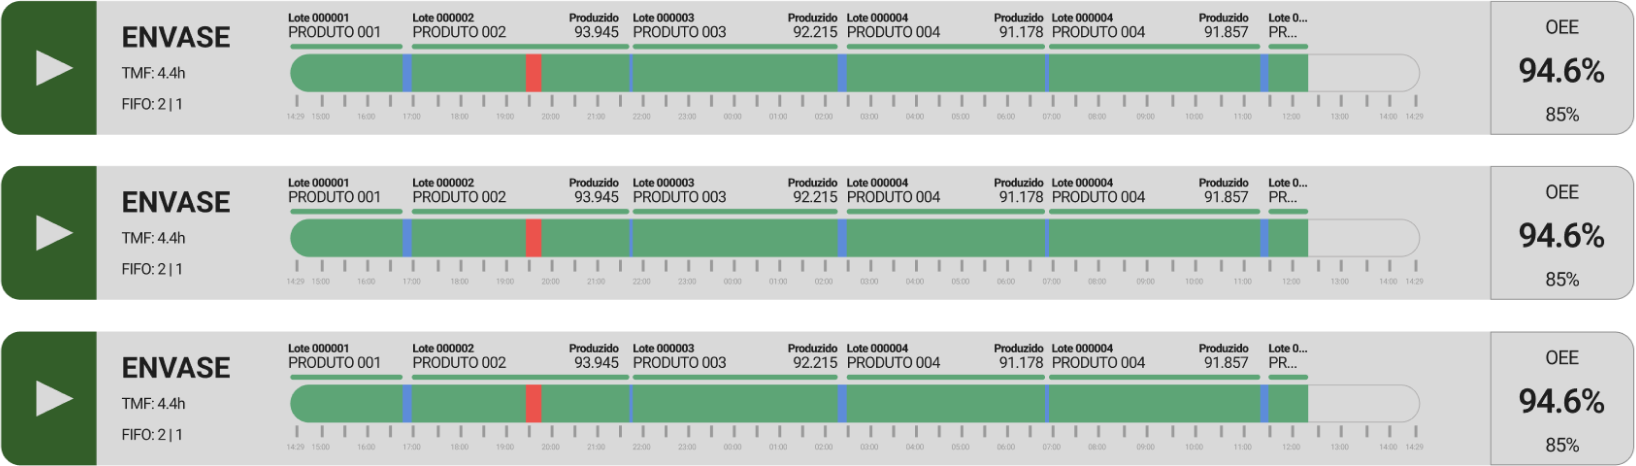 Lote 000001 Lote 000002 Produzido Lote 000003 Produzido Lote 000004 Produzido Lote 000004 Produzido Lote 0...
ENVASE PRODUTO 001 PRODUTO 002 93.945 PRODUTO 003 92.215 PRODUTO 004 91.178 PRODUTO 004 91.857 PR... OEE
TMF: 4.4h 94.6%
FIFO: 2 | 1 85%
14:29 15:00 16:00 17:00 18:00 19:00 20:00 21:00 22:00 23:00 00:00 01:00 02:00 03:00 04:00 05:00 06:00 07:00 08:00 09:00 10:00 11:00 12:00 13:00 14:00 14:29
Lote 000001 Lote 000002 Produzido Lote 000003 Produzido Lote 000004 Produzido Lote 000004 Produzido Lote 0...
ENVASE PRODUTO 001 PRODUTO 002 93.945 PRODUTO 003 92.215 PRODUTO 004 91.178 PRODUTO 004 91.857 PR... OEE
TMF: 4.4h 94.6%
FIFO: 2 | 1 85%
14:29 15:00 16:00 17:00 18:00 19:00 20:00 21:00 22:00 23:00 00:00 01:00 02:00 03:00 04:00 05:00 06:00 07:00 08:00 09:00 10:00 11:00 12:00 13:00 14:00 14:29
Lote 000001 Lote 000002 Produzido Lote 000003 Produzido Lote 000004 Produzido Lote 000004 Produzido Lote 0...
ENVASE PRODUTO 001 PRODUTO 002 93.945 PRODUTO 003 92.215 PRODUTO 004 91.178 PRODUTO 004 91.857 PR... OEE
TMF: 4.4h 94.6%
FIFO: 2 | 1 85%
14:29 15:00 16:00 17:00 18:00 19:00 20:00 21:00 22:00 23:00 00:00 01:00 02:00 03:00 04:00 05:00 06:00 07:00 08:00 09:00 10:00 11:00 12:00 13:00 14:00 14:29